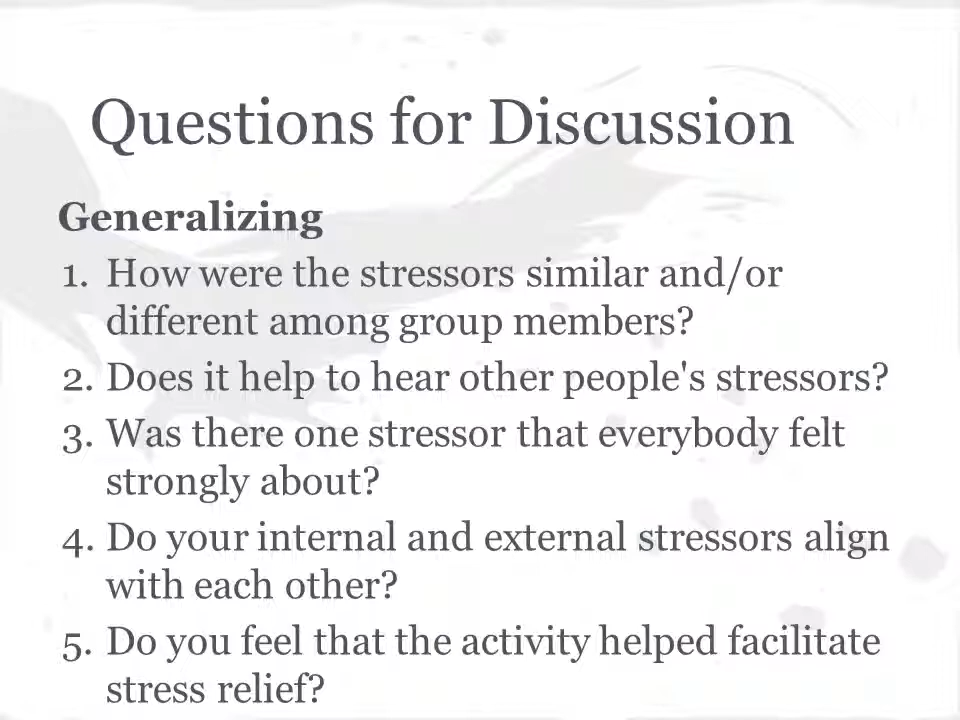 Questions for Discussion
Generalizing
1. How were the stressors similar and/or
different among group members?
2. Does it help to hear other people's stressors?
3. Was there one stressor that everybody felt
strongly about?
4. Do your internal and external stressors align
with each other?
5. Do you feel that the activity helped facilitate
stress relief?